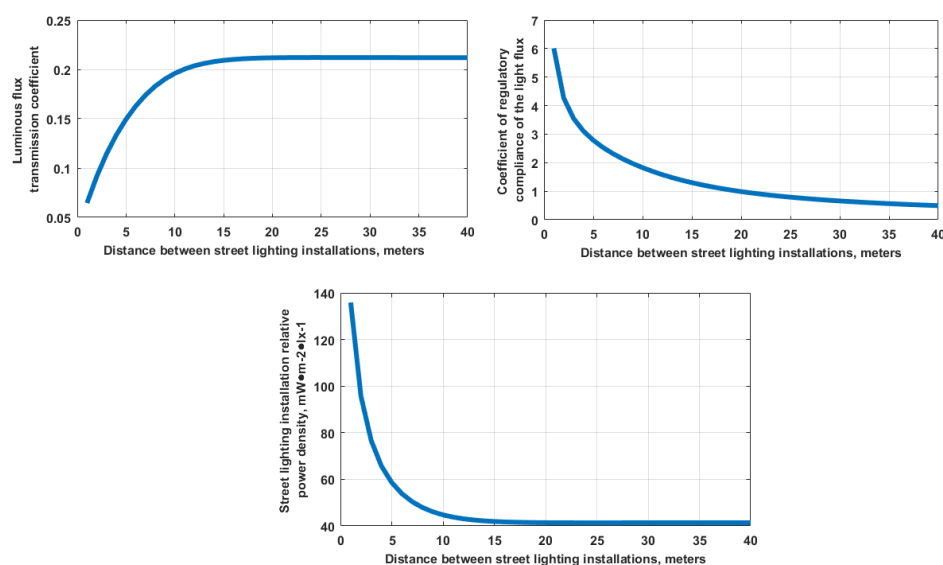 0.25
0.2
0.15
0.1
0.05
Luminous flux
transmission coefficient
0 5 10 15 20 25 30 35 40
Distance between street lighting installations, meters
7
6
5
4
3
2
1
0
Coefficient of regulatory
compliance of the light flux
0 5 10 15 20 25 30 35 40
Distance between street lighting installations, meters
140
120
100
80
60
40
Street lighting installation relative
power density, mW●m-2●lx-1
0 5 10 15 20 25 30 35 40
Distance between street lighting installations, meters